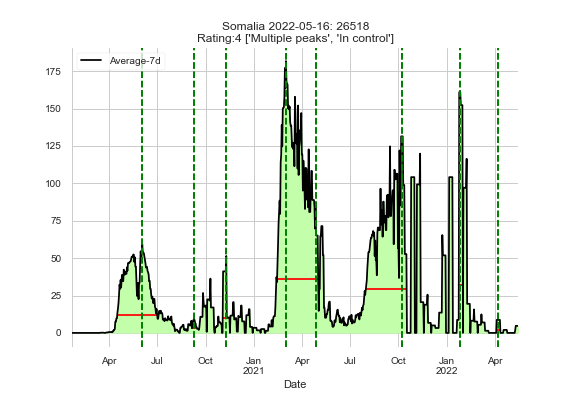 Somalia 2022-05-16: 26518
Rating:4 ['Multiple peaks', 'In control']
Average-7d
175
150
125
100
75
50
25
0
Apr Jul Oct Jan Apr Jul Oct Jan Apr
2021 2022
Date